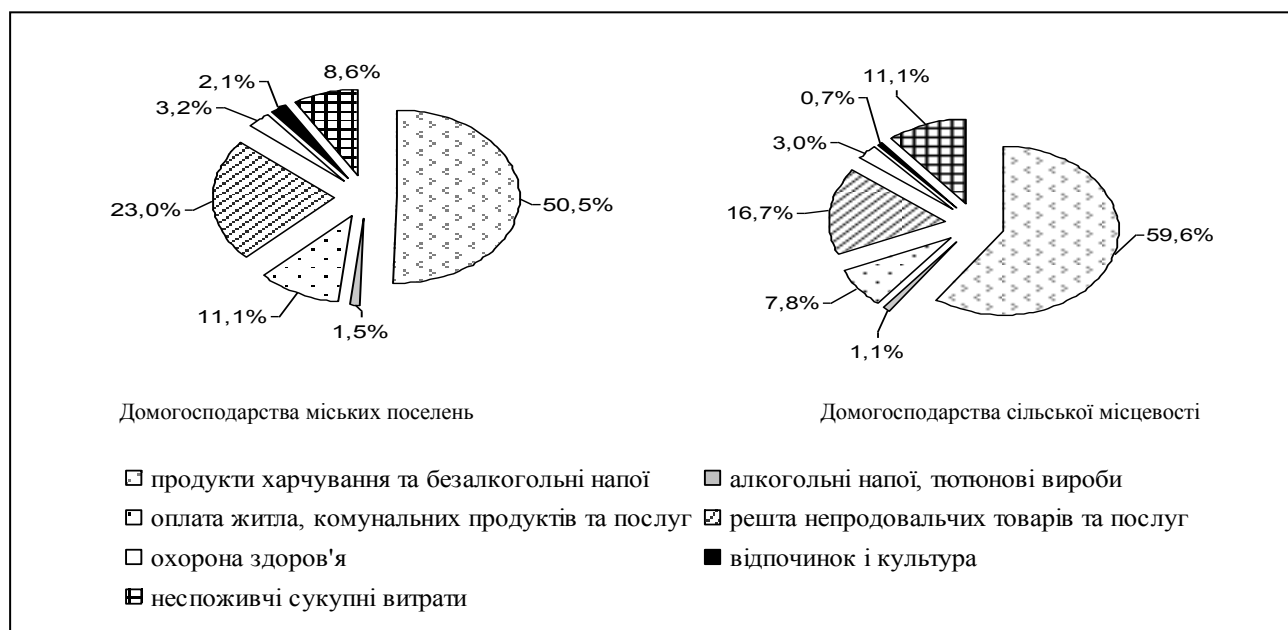 8,6%
2,1%
3,2%
23,0%
50,5%
11,1%
1,5%
11,1%
0,7%
3,0%
16,7%
59,6%
7,8%
1,1%
Домогосподарства міських поселень
Домогосподарства сільської місцевості
продукти харчування та безалкогольні напої
алкогольні напої, тютюнові вироби
оплата житла, комунальних продуктів та послуг
решта непродовальчих товарів та послуг
охорона здоров'я
відпочинок і культура
неспоживчі сукупні витрати